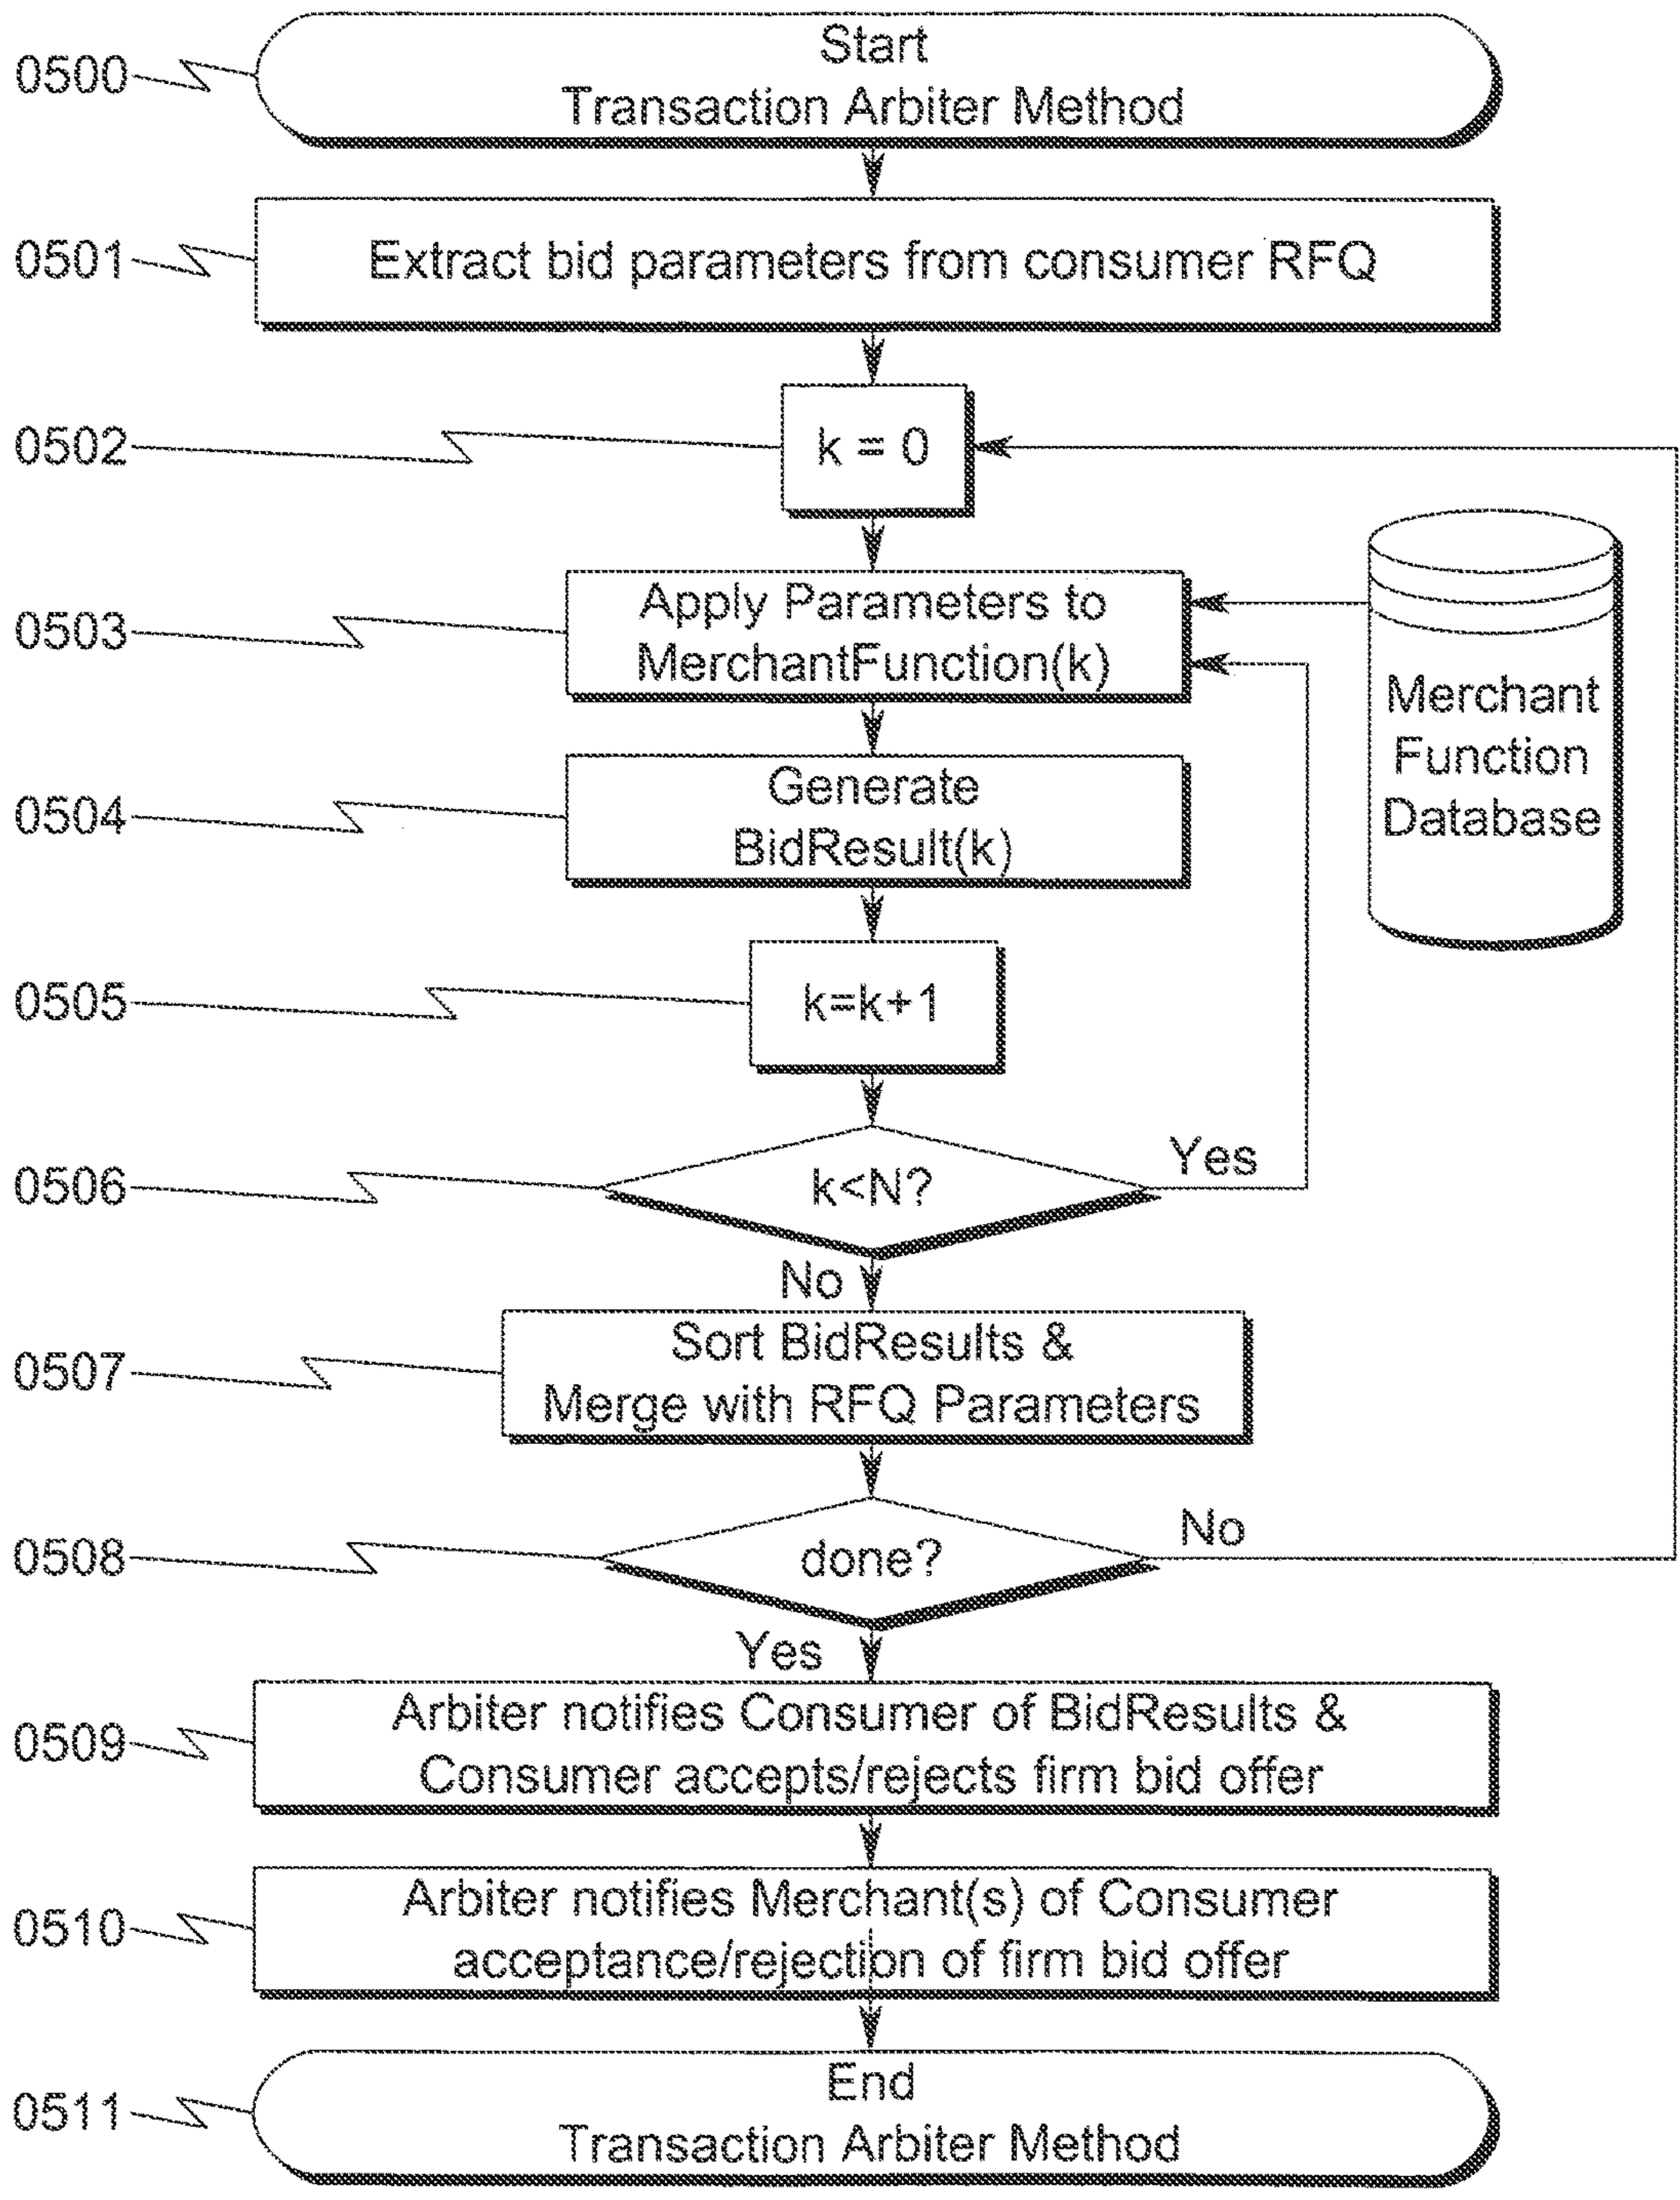 0500
Start
Transaction Arbiter Method
0501
Extract bid parameters from consumer RFQ
0502
k = 0
0503
Apply Parameters to
MerchantFunction(k)
Merchant
Function
Database
0504
Generate
BidResult(k)
0505
k=k+1
0506
k<N?
Yes
No
0507
Sort BidResults &
Merge with RFQ Parameters
0508
done?
No
Yes
0509
Arbiter notifies Consumer of BidResults &
Consumer accepts/rejects firm bid offer
0510
Arbiter notifies Merchant(s) of Consumer
acceptance/rejection of firm bid offer
0511
End
Transaction Arbiter Method